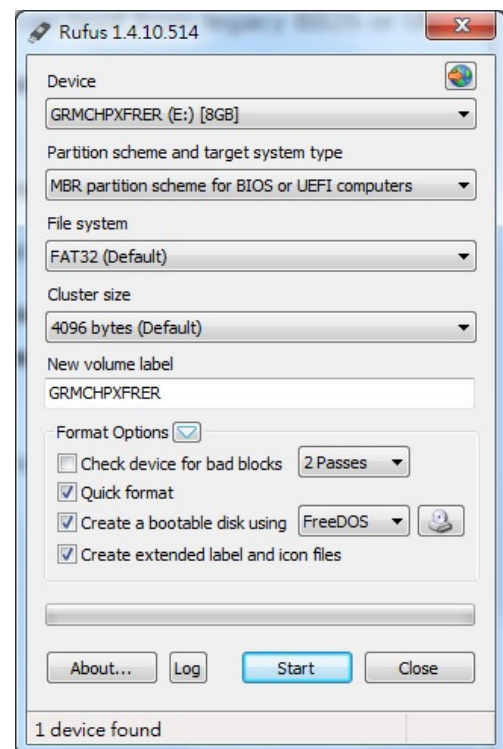 Rufus 1.4.10.514
Device
GRMCHPXFRER (E:) [8GB]
Partition scheme and target system type
MBR partition scheme for BIOS or UEFI computers
File system
FAT32 (Default)
Cluster size
4096 bytes (Default)
New volume label
GRMCHPXFRER
Format Options
Check device for bad blocks 2 Passes
Quick format
Create a bootable disk using FreeDOS
Create extended label and icon files
About... Log Start Close
1 device found